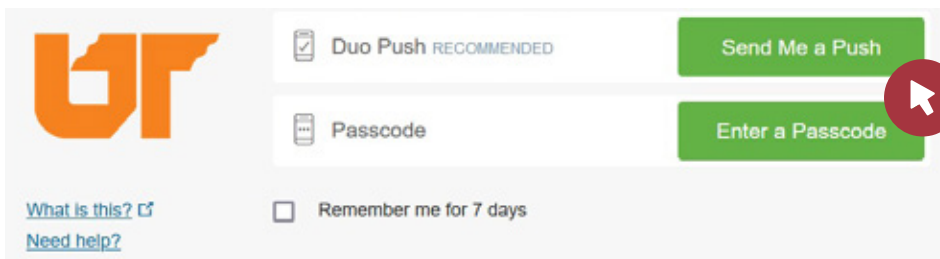 UT
Duo Push RECOMMENDED
Send Me a Push
Passcode
Enter a Passcode
What is this?
Remember me for 7 days
Need help?